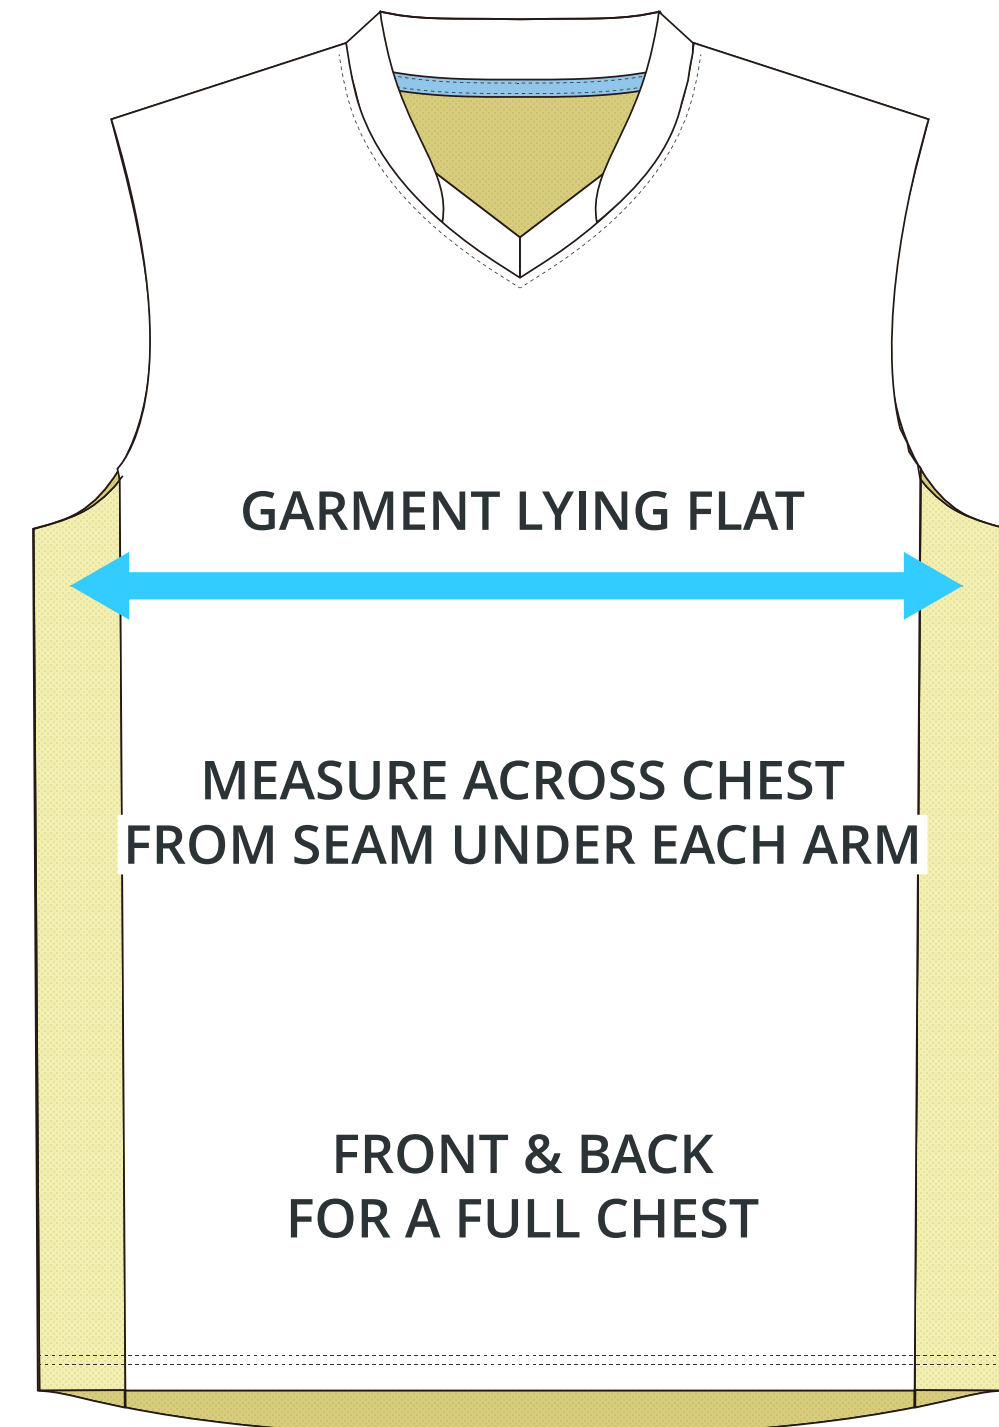 GARMENT LYING FLAT
MEASURE ACROSS CHEST
FROM SEAM UNDER EACH ARM
FRONT & BACK
FOR A FULL CHEST